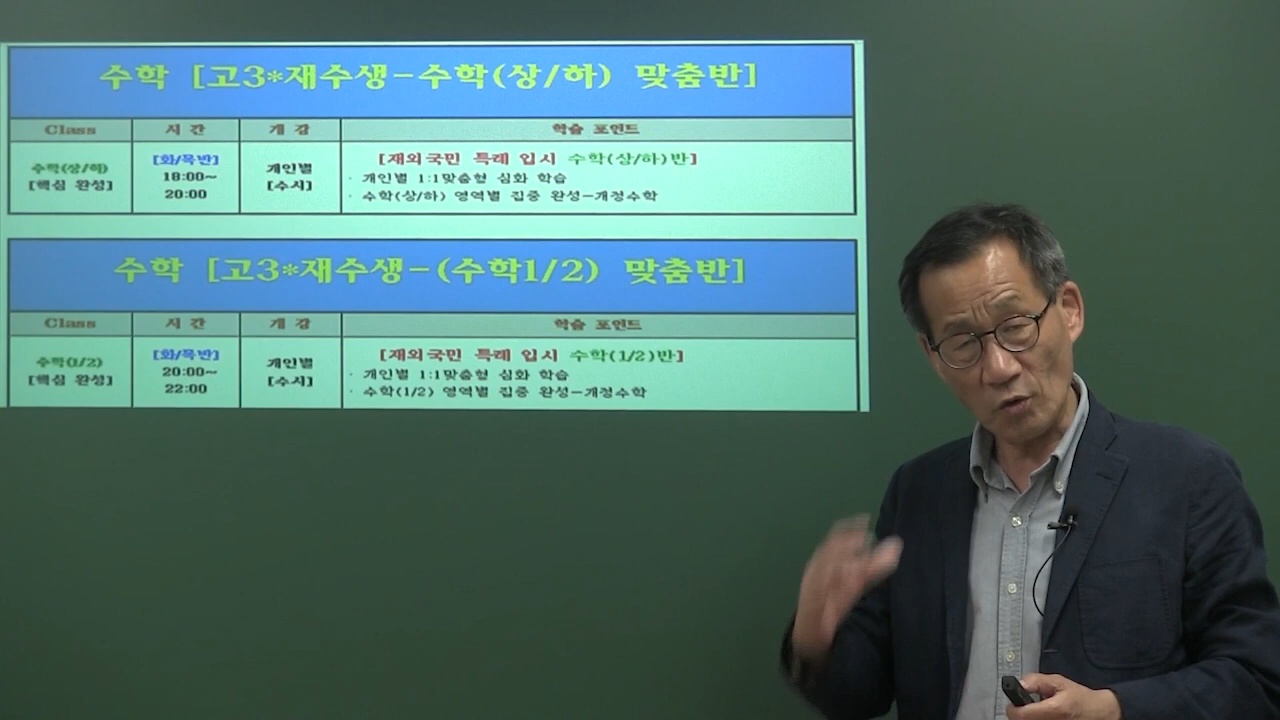 수학 [고3*재수생-수학(상/하) 맞춤반]
Class 시 간 개 강 학습 포인트
수학(상/하)
[핵심 완성]
[화/목반]
18:00~
20:00
개인별
[수시]
[재외국민 특례 입시 수학(상/하)반]
· 개인별 1:1맞춤형 심화 학습
· 수학(상/하) 영역별 집중 완성-개정수학
수학 [고3*재수생-(수학1/2) 맞춤반]
Class 시 간 개 강 학습 포인트
수학(1/2)
[핵심 완성]
[화/목반]
20:00~
22:00
개인별
[수시]
[재외국민 특례 입시 수학(1/2)반]
· 개인별 1:1맞춤형 심화 학습
· 수학(1/2) 영역별 집중 완성-개정수학